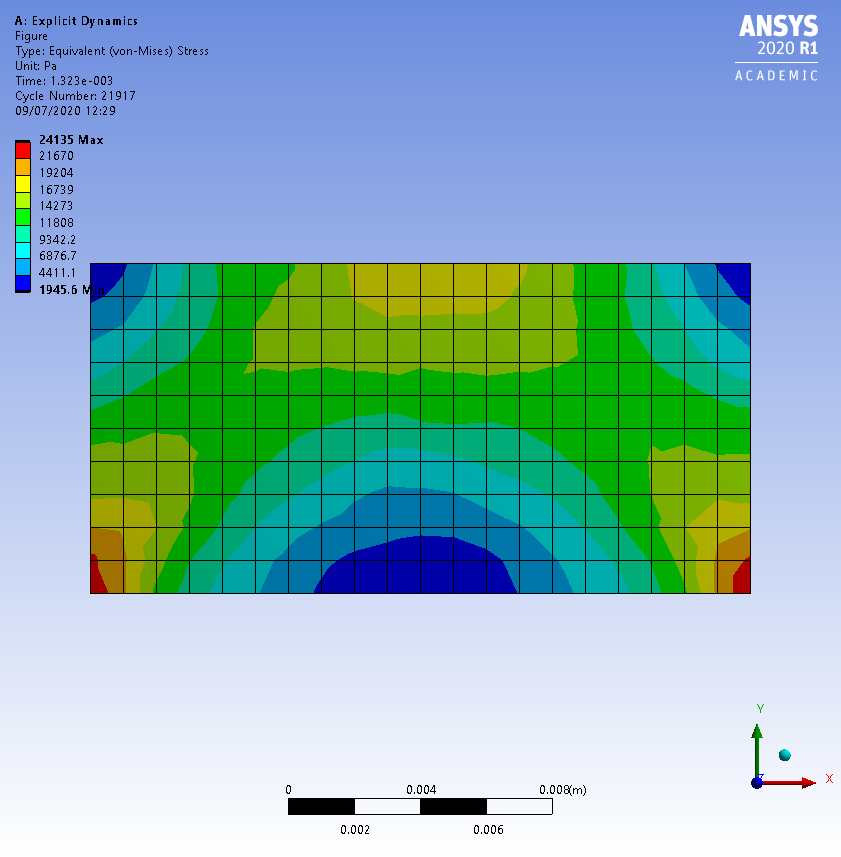 A: Explicit Dynamics
Figure
Type: Equivalent (von-Mises) Stress
Unit: Pa
Time: 1.323e-003
Cycle Number: 21917
09/07/2020 12:29
ANSYS
2020 R1
ACADEMIC
24135 Max
21670
19204
16739
14273
11808
9342.2
6876.7
4411.1
1945.6 Min
0 0.004 0.008(m)
0.002 0.006
Y
X
Z